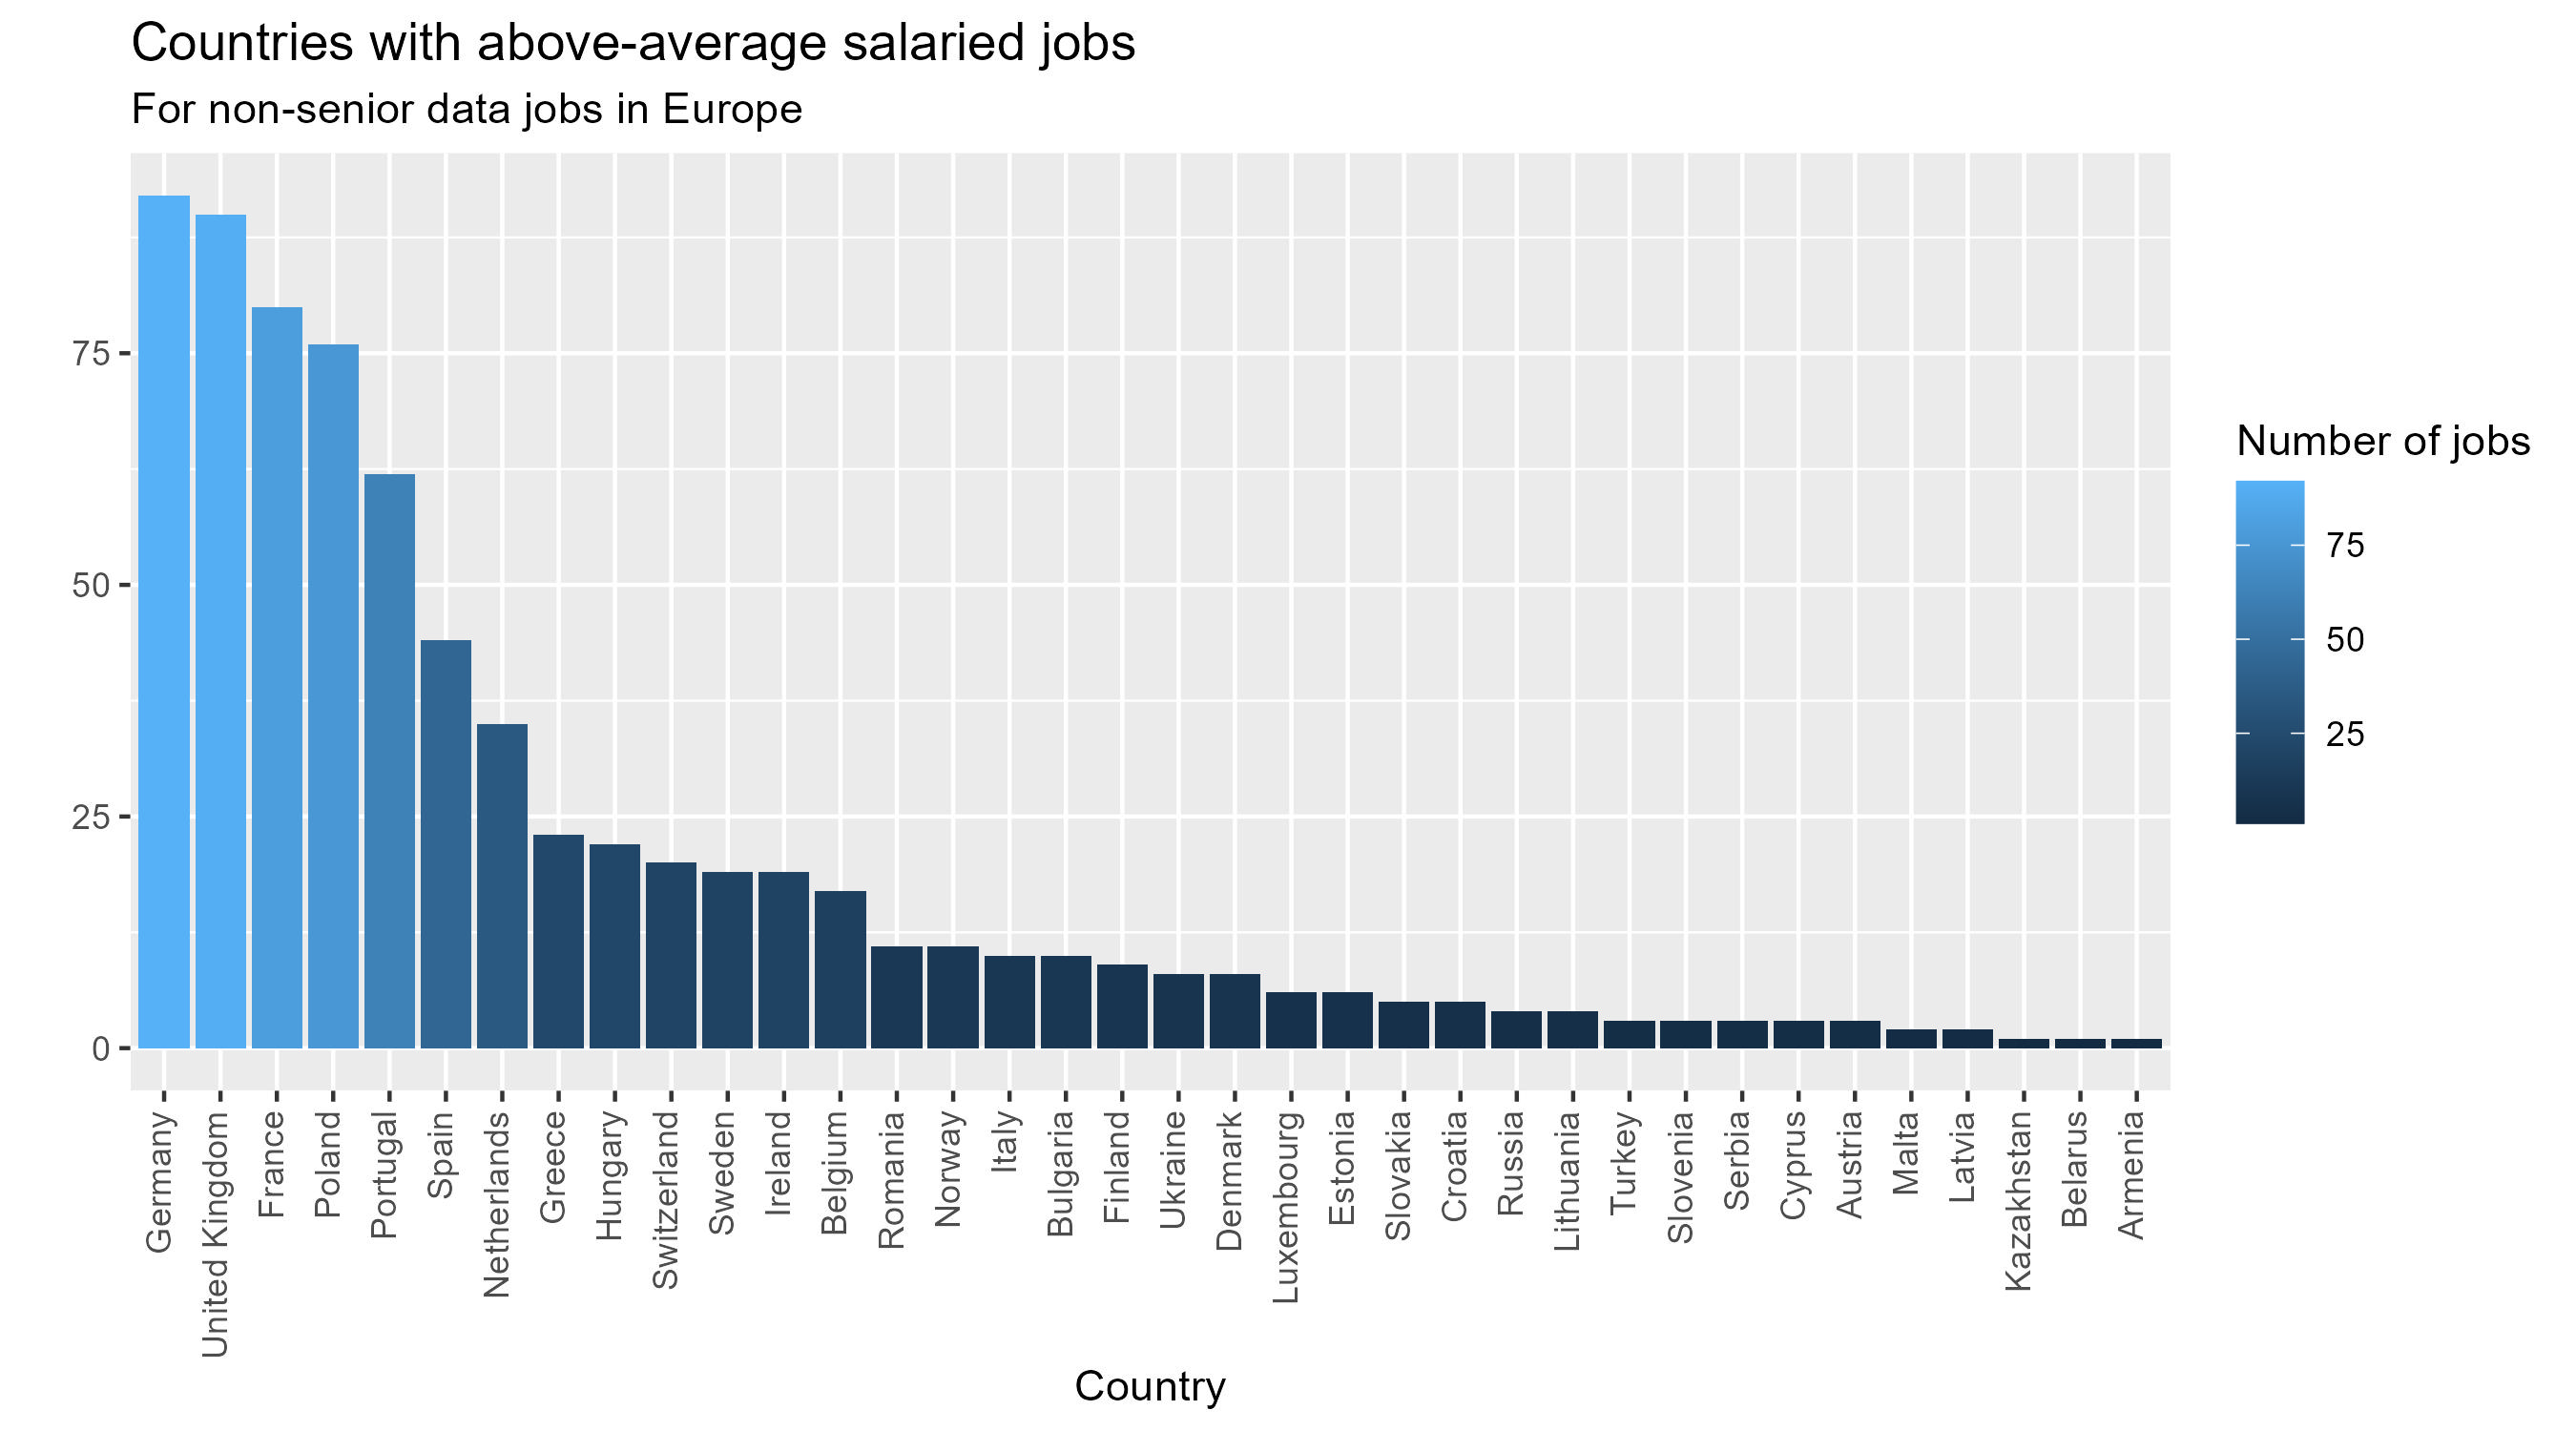 Countries with above-average salaried jobs
For non-senior data jobs in Europe
75
50
25
0
Germany
United Kingdom
France
Poland
Portugal
Spain
Netherlands
Greece
Hungary
Switzerland
Sweden
Ireland
Belgium
Romania
Norway
Italy
Bulgaria
Finland
Ukraine
Denmark
Luxembourg
Estonia
Slovakia
Croatia
Russia
Lithuania
Turkey
Slovenia
Serbia
Cyprus
Austria
Malta
Latvia
Kazakhstan
Belarus
Armenia
Country
Number of jobs
75
50
25